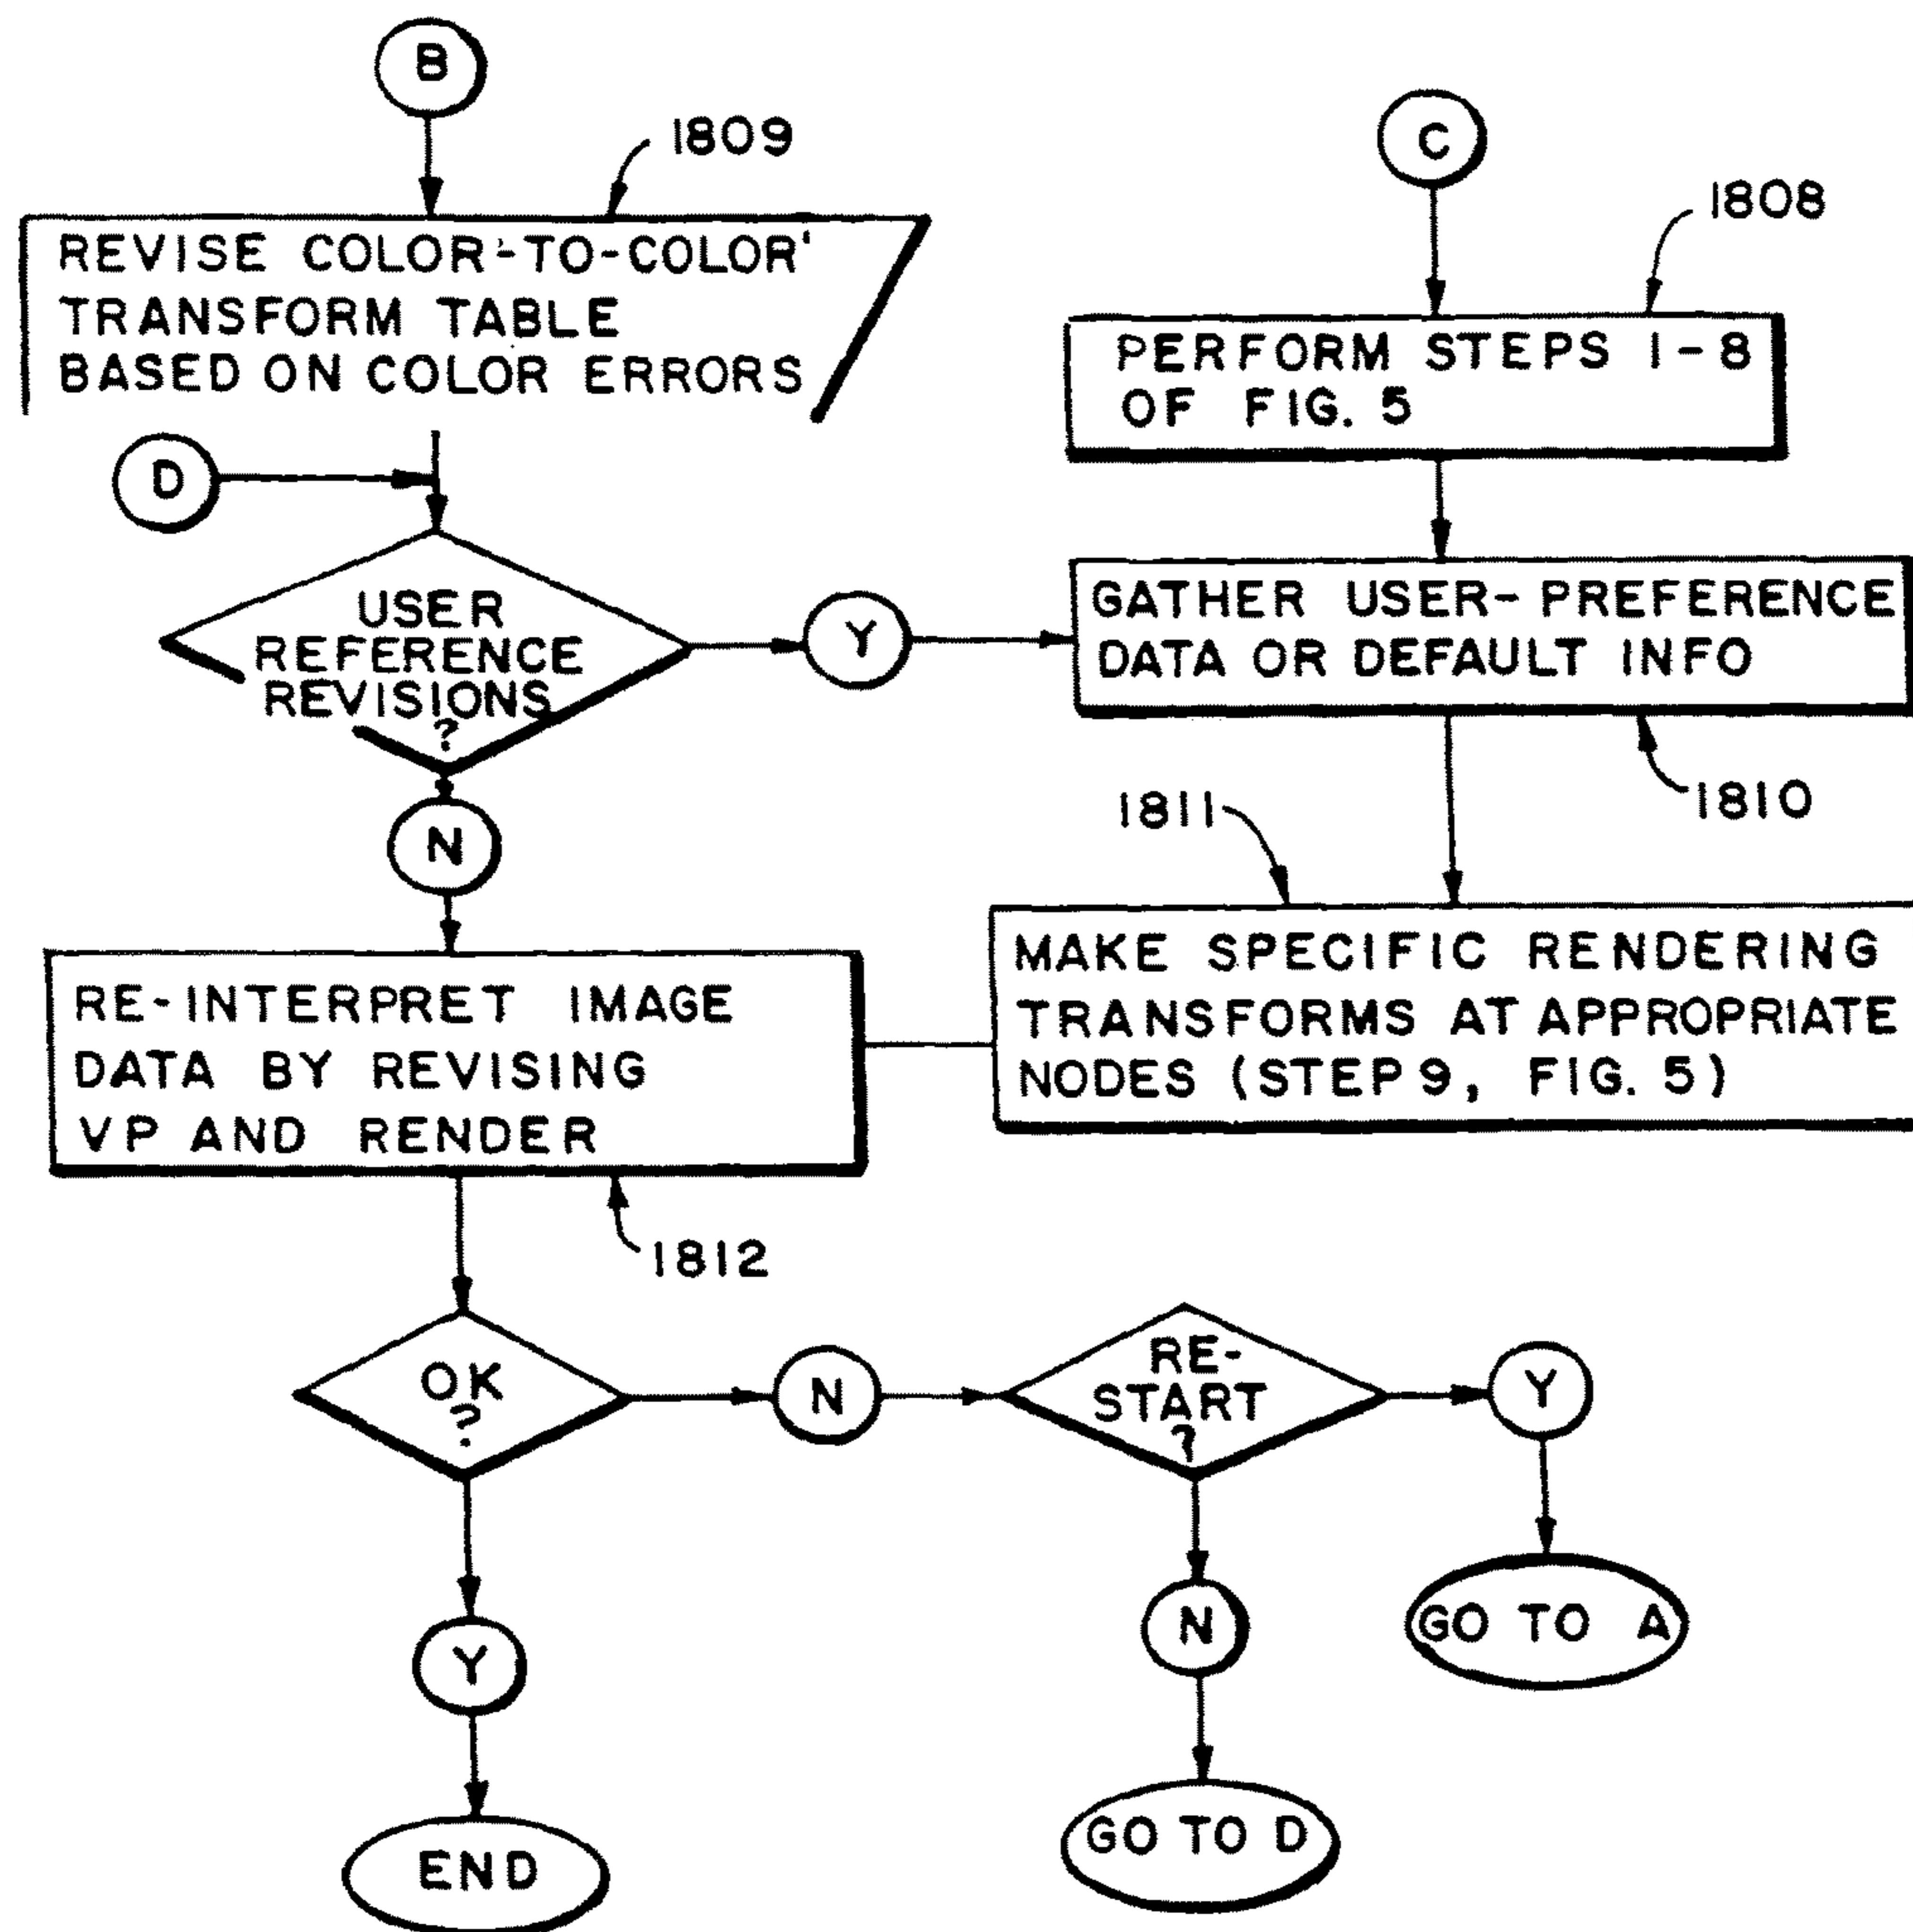 B
1809
REVISE COLOR-TO-COLOR'
TRANSFORM TABLE
BASED ON COLOR ERRORS
D
USER
REFERENCE
REVISIONS
?
Y
N
C
1808
PERFORM STEPS 1-8
OF FIG. 5
GATHER USER-PREFERENCE
DATA OR DEFAULT INFO
1810
1811
MAKE SPECIFIC RENDERING
TRANSFORMS AT APPROPRIATE
NODES (STEP 9, FIG. 5)
RE-INTERPRET IMAGE
DATA BY REVISING
VP AND RENDER
1812
OK
?
N
RE-
START
?
Y
GO TO A
N
GO TO D
Y
END